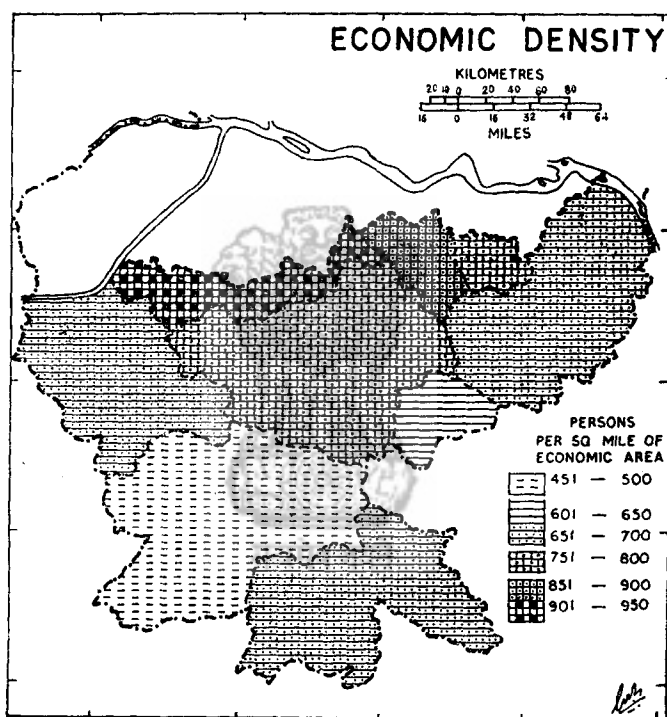 ECONOMIC DENSITY
KILOMETRES
20 10 0 20 40 60 80
16 0 16 32 48 64
MILES
PERSONS
PER SQ MILE OF
ECONOMIC AREA
451 — 500
601 — 650
651 — 700
751 — 800
851 — 900
901 — 950